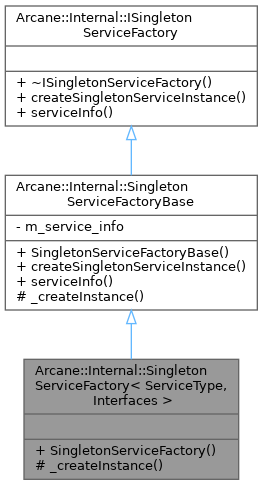 Arcane::Internal::ISingleton
ServiceFactory
+ ~ISingletonServiceFactory()
+ createSingletonServiceInstance()
+ serviceInfo()
Arcane::Internal::Singleton
ServiceFactoryBase
- m_service_info
+ SingletonServiceFactoryBase()
+ createSingletonServiceInstance()
+ serviceInfo()
# _createInstance()
Arcane::Internal::Singleton
ServiceFactory< ServiceType,
Interfaces >
+ SingletonServiceFactory()
# _createInstance()